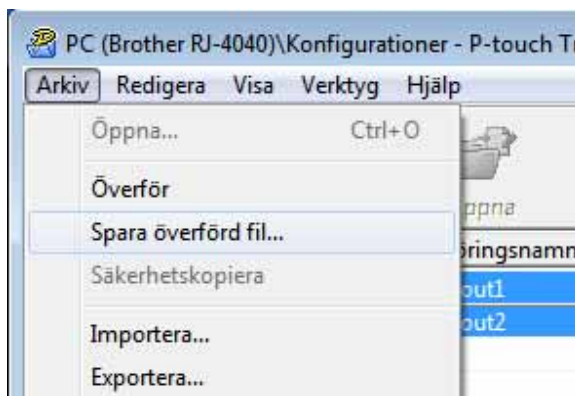 PC (Brother RJ-4040)\Konfigurationer - P-touch
Arkiv Redigera Visa Verktyg Hjälp
Öppna... Ctrl+O
Överför
ppna
Spara överförd fil...
öringsnamn
Säkerhetskopiera
out1
out2
Importera...
Exportera...